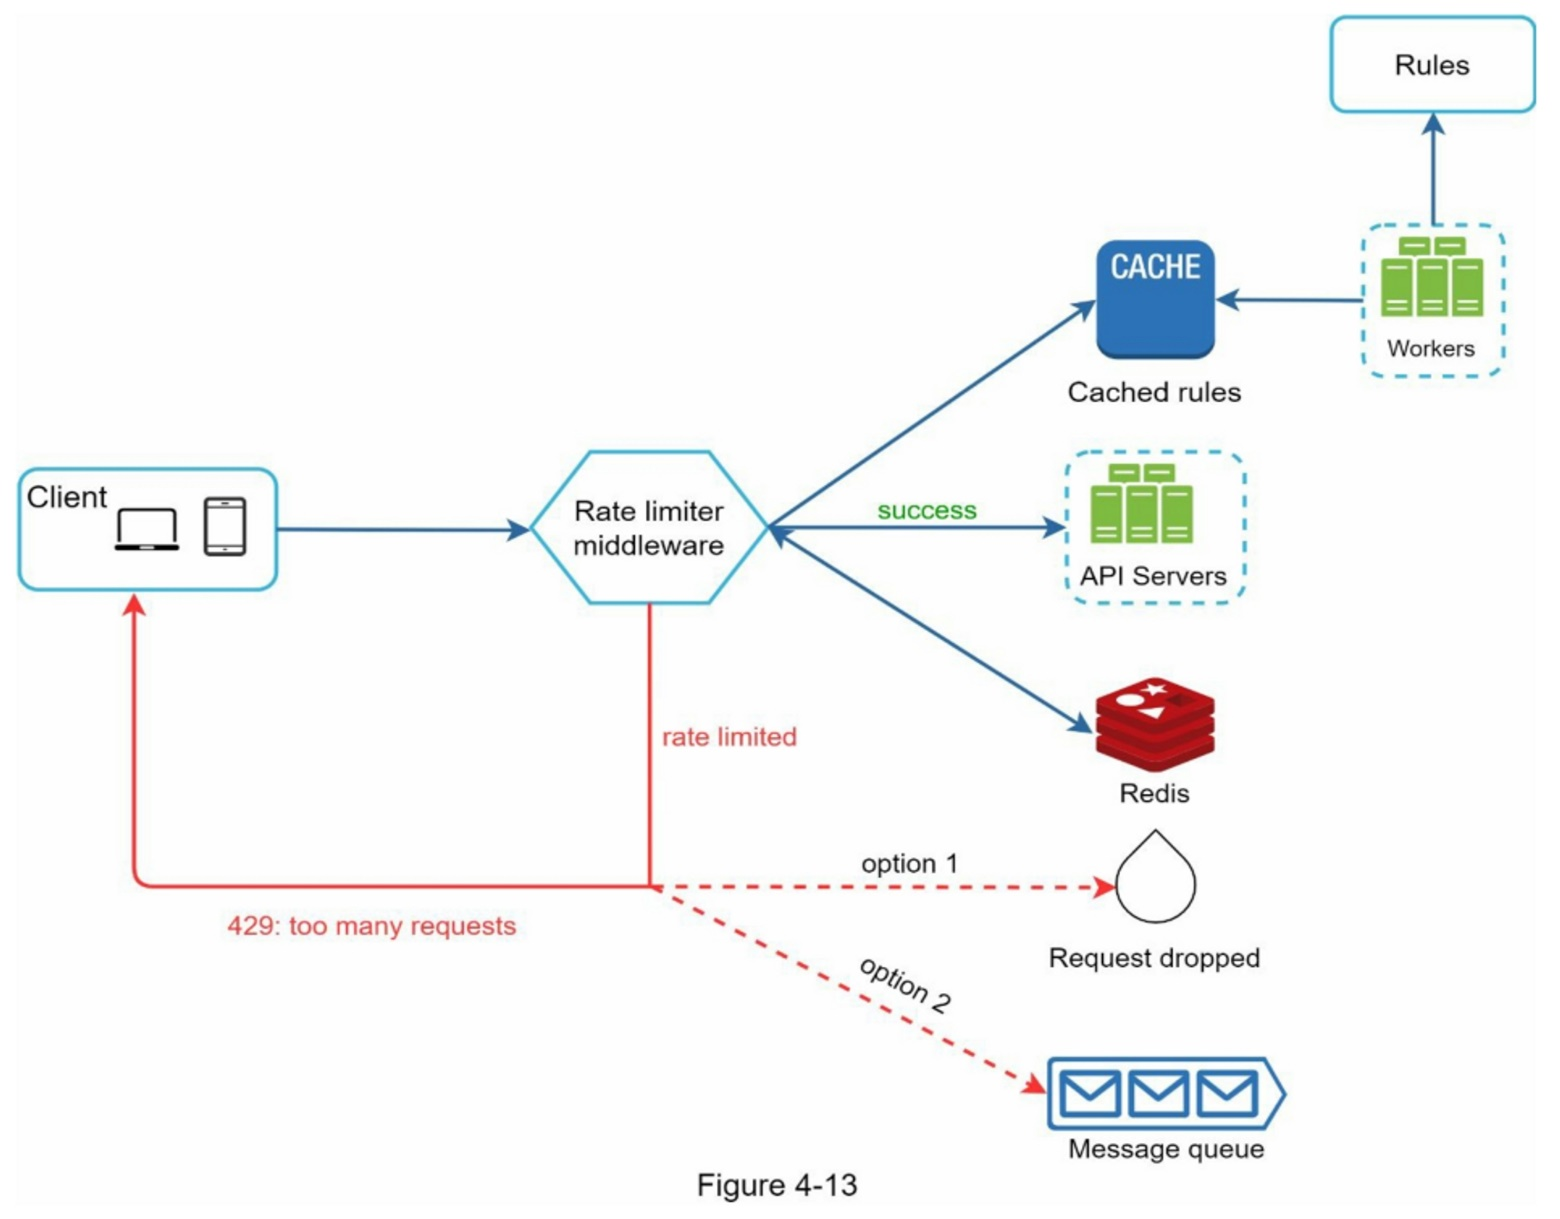 Rules
CACHE
Workers
Cached rules
Client
Rate limiter
middleware
success
API Servers
rate limited
Redis
option 1
429: too many requests
Request dropped
option 2
Message queue
Figure 4-13